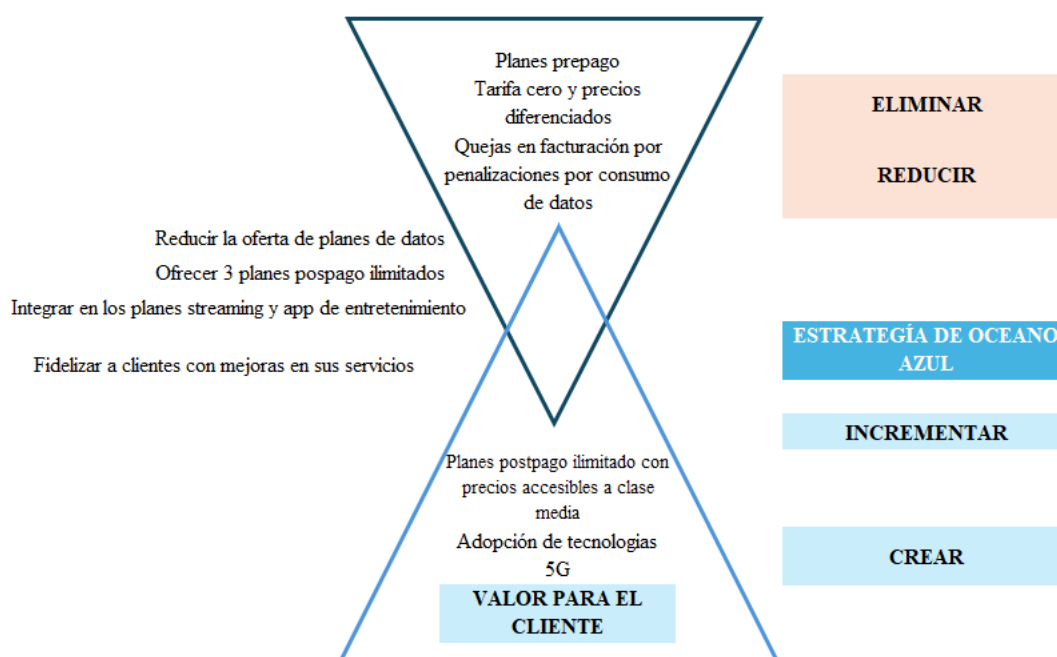 Planes prepago
Tarifa cero y precios
diferenciados
Quejas en facturación por
penalizaciones por consumo
de datos
ELIMINAR
REDUCIR
Reducir la oferta de planes de datos
Ofrecer 3 planes pospago ilimitados
Integrar en los planes streaming y app de entretenimiento
Fidelizar a clientes con mejoras en sus servicios
ESTRATEGÍA DE OCEANO
AZUL
INCREMENTAR
Planes postpago ilimitado con
precios accesibles a clase
media
Adopción de tecnologias
5G
CREAR
VALOR PARA EL
CLIENTE